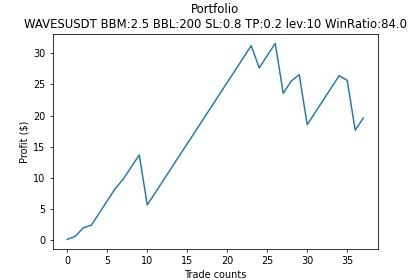 Portfolio
WAVESUSDT BBM:2.5 BBL:200 SL:0.8 TP:0.2 lev:10 WinRatio:84.0
Profit ($)
30
25
20
15
10
5
0
0 5 10 15 20 25 30 35
Trade counts